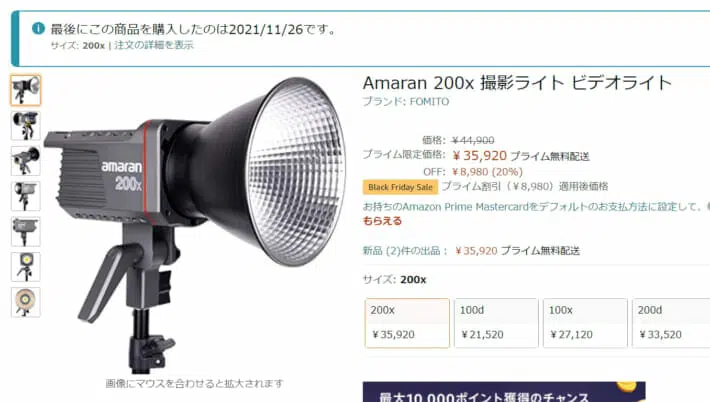 最後にこの商品を購入したのは2021/11/26です。
サイズ: 200x | 注文の詳細を表示
Amaran 200x 撮影ライト ビデオライト
ブランド: FOMITO
amaran
200x
価格: ￥44,900
プライム限定価格: ￥35,920 プライム無料配送
OFF: ￥8,980 (20%)
Black Friday Sale プライム割引（￥8,980）適用後価格
お持ちのAmazon Prime Mastercardをデフォルトのお支払方法に設定して、
もらえる
新品 (2)件の出品： ￥35,920 プライム無料配送
サイズ: 200x
200x 100d 100x 200d
￥35,920 ￥21,520 ￥27,120 ￥33,520
画像にマウスを合わせると拡大されます
最大10,000ポイント獲得のチャンス